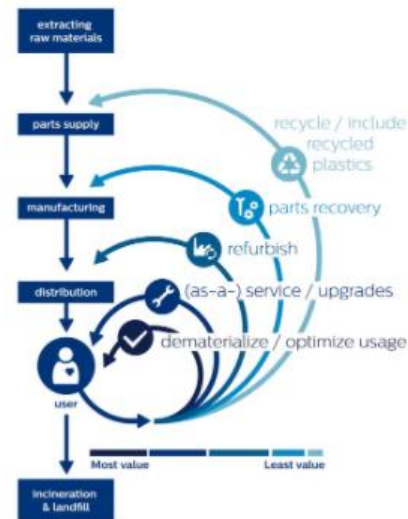 extracting
raw materials
parts supply
recycle / include
recycled
plastics
manufacturing
parts recovery
refurbish
distribution
(as-a-) service / upgrades
dematerialize / optimize usage
user
Most value
Least value
incineration
& landfill